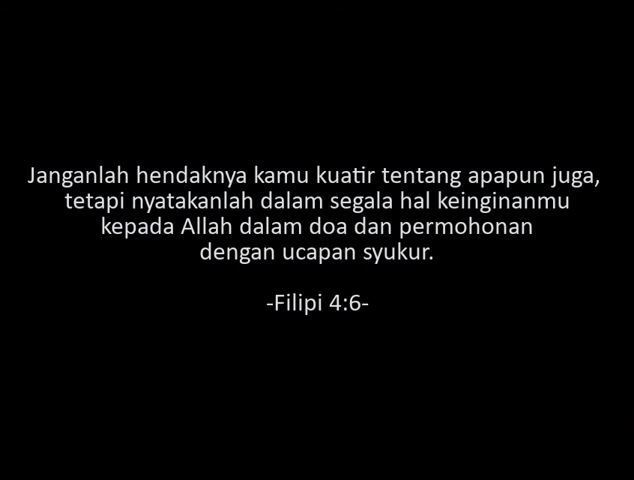 Janganlah hendaknya kamu kuatir tentang apapun juga,
tetapi nyatakanlah dalam segala hal keinginanmu
kepada Allah dalam doa dan permohonan
dengan ucapan syukur.
-Filipi 4:6-